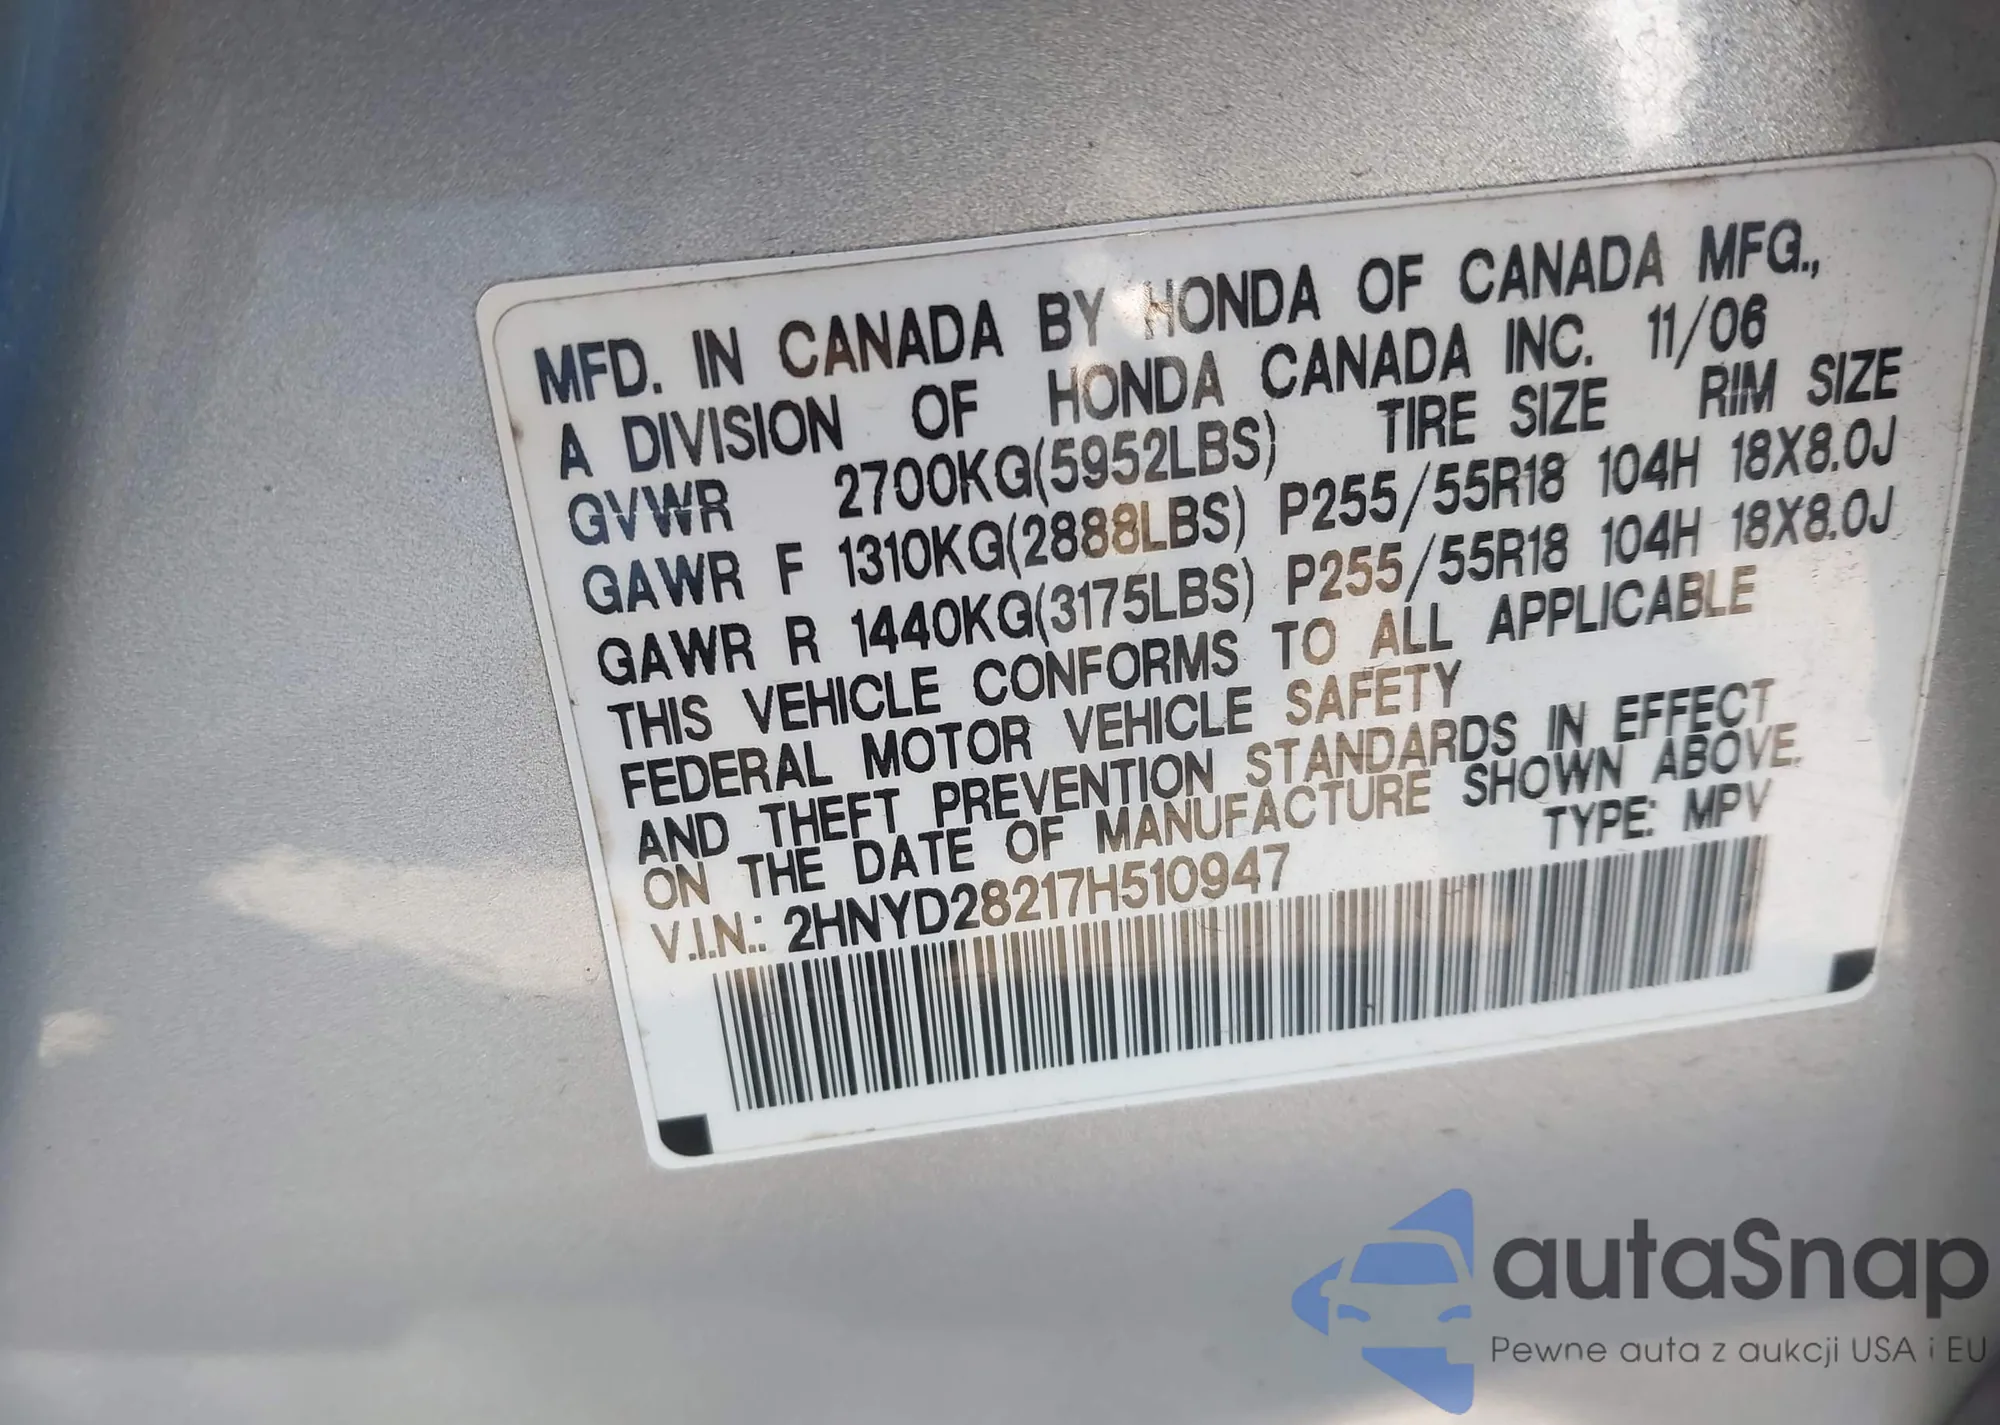 MFD. IN CANADA BY HONDA OF CANADA MFG.,
A DIVISION OF HONDA CANADA INC. 11/06
GVWR 2700KG(5952LBS) TIRE SIZE RIM SIZE
GAWR F 1310KG(2888LBS) P255/55R18 104H 18X8.0J
GAWR R 1440KG(3175LBS) P255/55R18 104H 18X8.0J
THIS VEHICLE CONFORMS TO ALL APPLICABLE
FEDERAL MOTOR VEHICLE SAFETY
AND THEFT PREVENTION STANDARDS IN EFFECT
ON THE DATE OF MANUFACTURE SHOWN ABOVE.
V.I.N.: 2HNYD28217H510947 TYPE: MPV
autaSnap
Pewne auta z aukcji USA i EU